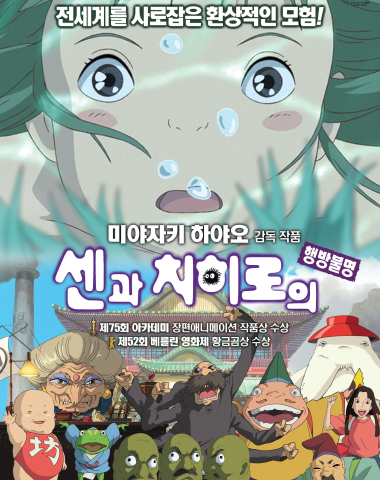 전세계를 사로잡은 환상적인 모험!
미야자키 하야오 감독 작품
센과 치히로의
행방불명
제75회 아카데미 장편애니메이션 작품상 수상
제52회 베를린 영화제 황금곰상 수상
坊